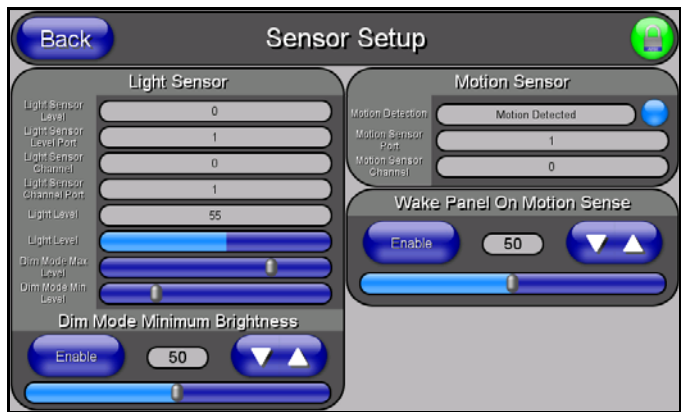 Back
Sensor Setup
Light Sensor
Light Sensor
Level
0
Light Sensor
Level Port
1
Light Sensor
Channel
0
Light Sensor
Channel Port
1
Light Level
55
Light Level
Dim Mode Max
Level
Dim Mode Min
Level
Dim Mode Minimum Brightness
Enable
50
Motion Sensor
Motion Detection
Motion Detected
Motion Sensor
Port
1
Motion Sensor
Channel
0
Wake Panel On Motion Sense
Enable
50